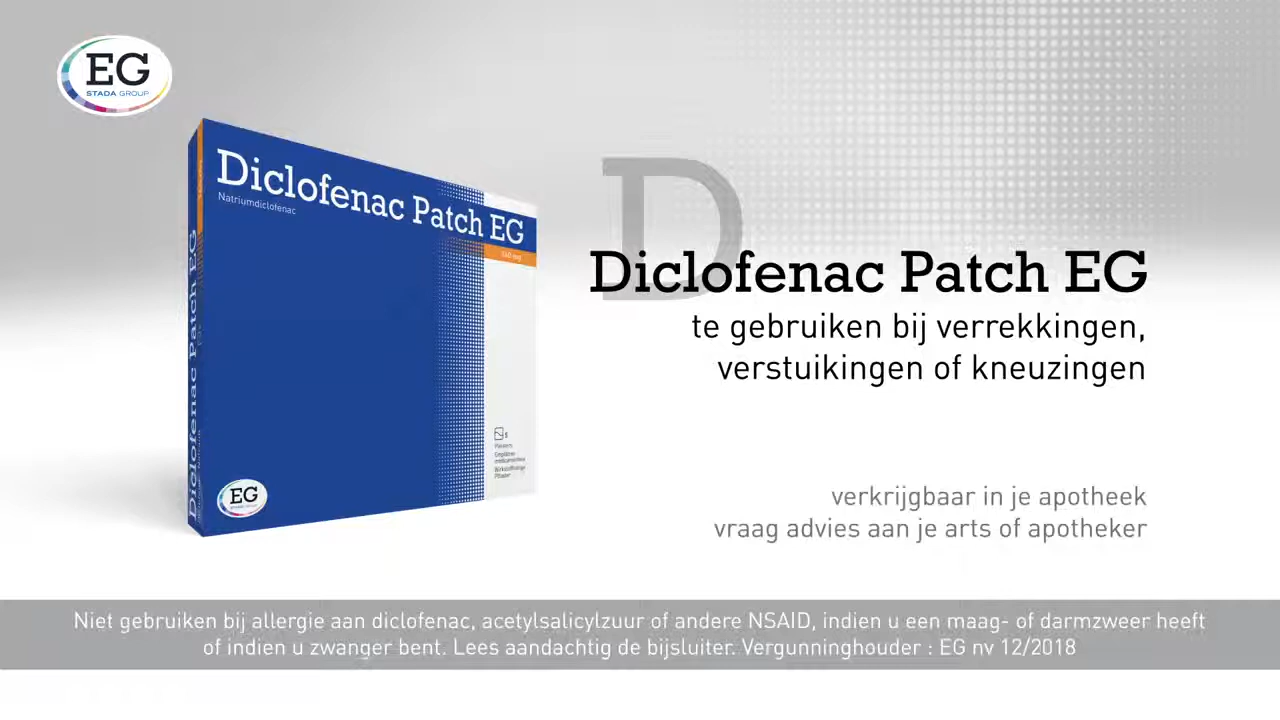 EG
STADA GROUP
Diclofenac Patch EG
Natriumdiclofenac
140 mg
Diclofenac Patch EG
5
EG
D
Diclofenac Patch EG
te gebruiken bij verrekkingen,
verstuikingen of kneuzingen
verkrijgbaar in je apotheek
vraag advies aan je arts of apotheker
Niet gebruiken bij allergie aan diclofenac, acetylsalicylzuur of andere NSAID, indien u een maag- of darmzweer heeft
of indien u zwanger bent. Lees aandachtig de bijsluiter. Vergunninghouder : EG nv 12/2018